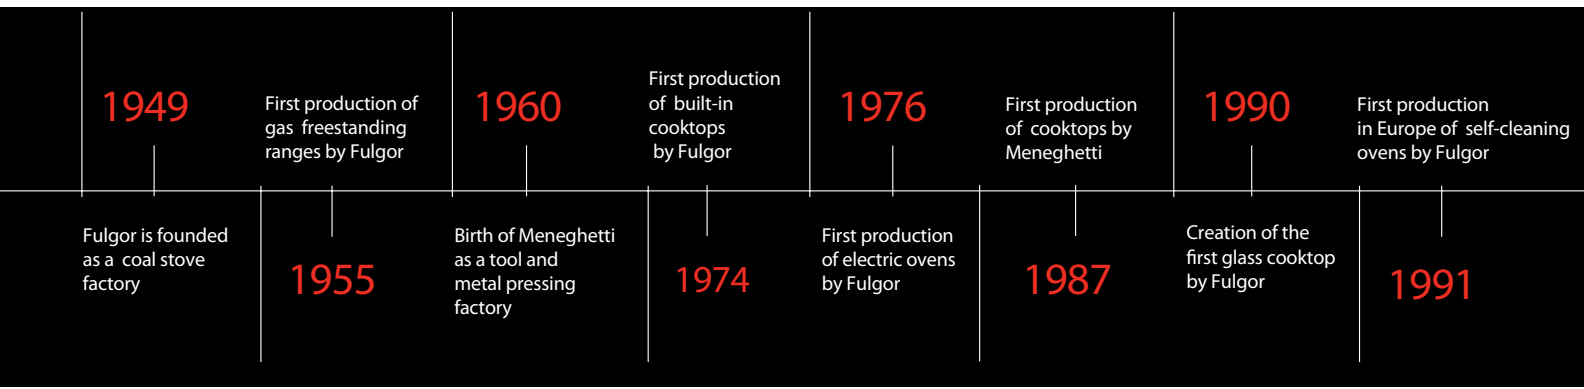 1949
Fulgor is founded
as a coal stove
factory
First production of
gas freestanding
ranges by Fulgor
1955
1960
Birth of Meneghetti
as a tool and
metal pressing
factory
First production
of built-in
cooktops
by Fulgor
1974
1976
First production
of electric ovens
by Fulgor
First production
of cooktops by
Meneghetti
1987
1990
Creation of the
first glass cooktop
by Fulgor
First production
in Europe of self-cleaning
ovens by Fulgor
1991